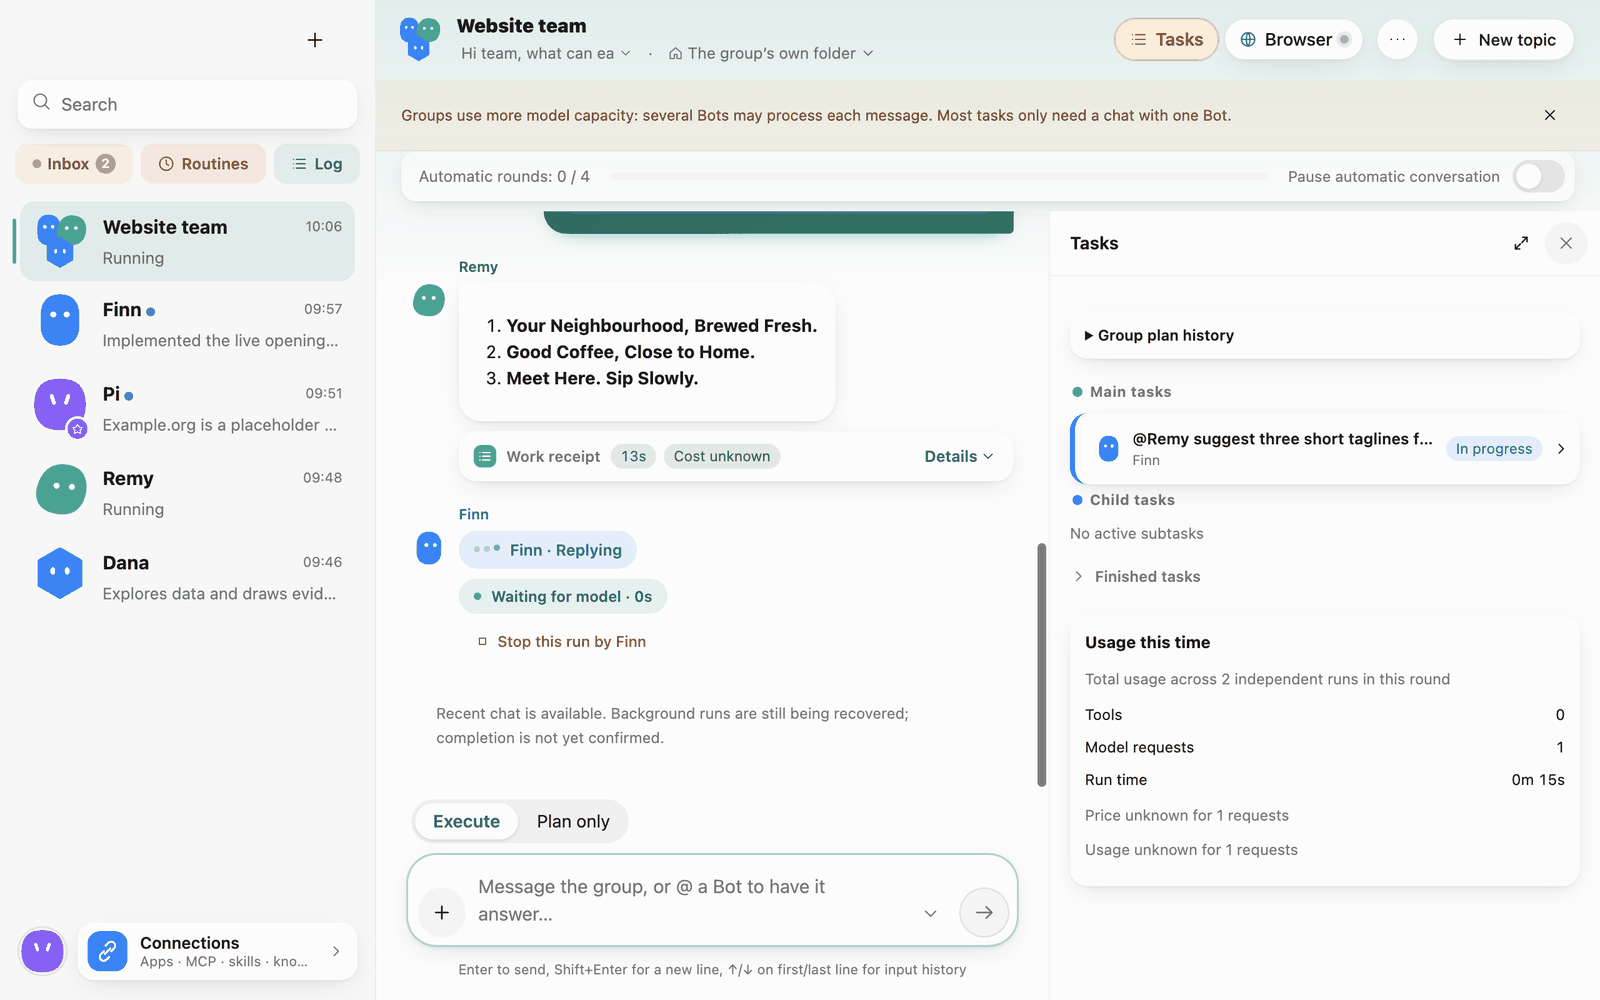 Search
Inbox 2
Routines
Log
Website team
10:06
Running
Finn
09:57
Implemented the live opening...
Pi
09:51
Example.org is a placeholder ...
Remy
09:48
Running
Dana
09:46
Explores data and draws evid...
Connections
Apps · MCP · skills · kno...
Website team
Hi team, what can ea
·
The group's own folder
Tasks
Browser
New topic
Groups use more model capacity: several Bots may process each message. Most tasks only need a chat with one Bot.
Automatic rounds: 0 / 4
Pause automatic conversation
Remy
1. Your Neighbourhood, Brewed Fresh.
2. Good Coffee, Close to Home.
3. Meet Here. Sip Slowly.
Work receipt
13s
Cost unknown
Details
Finn
Finn · Replying
Waiting for model · 0s
Stop this run by Finn
Recent chat is available. Background runs are still being recovered;
completion is not yet confirmed.
Execute
Plan only
Message the group, or @ a Bot to have it
answer...
Enter to send, Shift+Enter for a new line, ↑/↓ on first/last line for input history
Tasks
Group plan history
Main tasks
@Remy suggest three short taglines f...
Finn
In progress
Child tasks
No active subtasks
Finished tasks
Usage this time
Total usage across 2 independent runs in this round
Tools
0
Model requests
1
Run time
0m 15s
Price unknown for 1 requests
Usage unknown for 1 requests